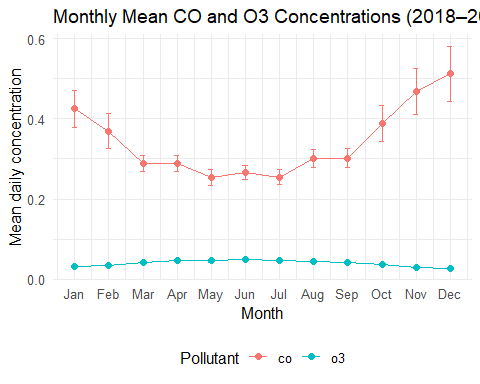 Monthly Mean CO and O3 Concentrations (2018–20
0.6
0.4
0.2
0.0
Mean daily concentration
Jan Feb Mar Apr May Jun Jul Aug Sep Oct Nov Dec
Month
Pollutant co o3